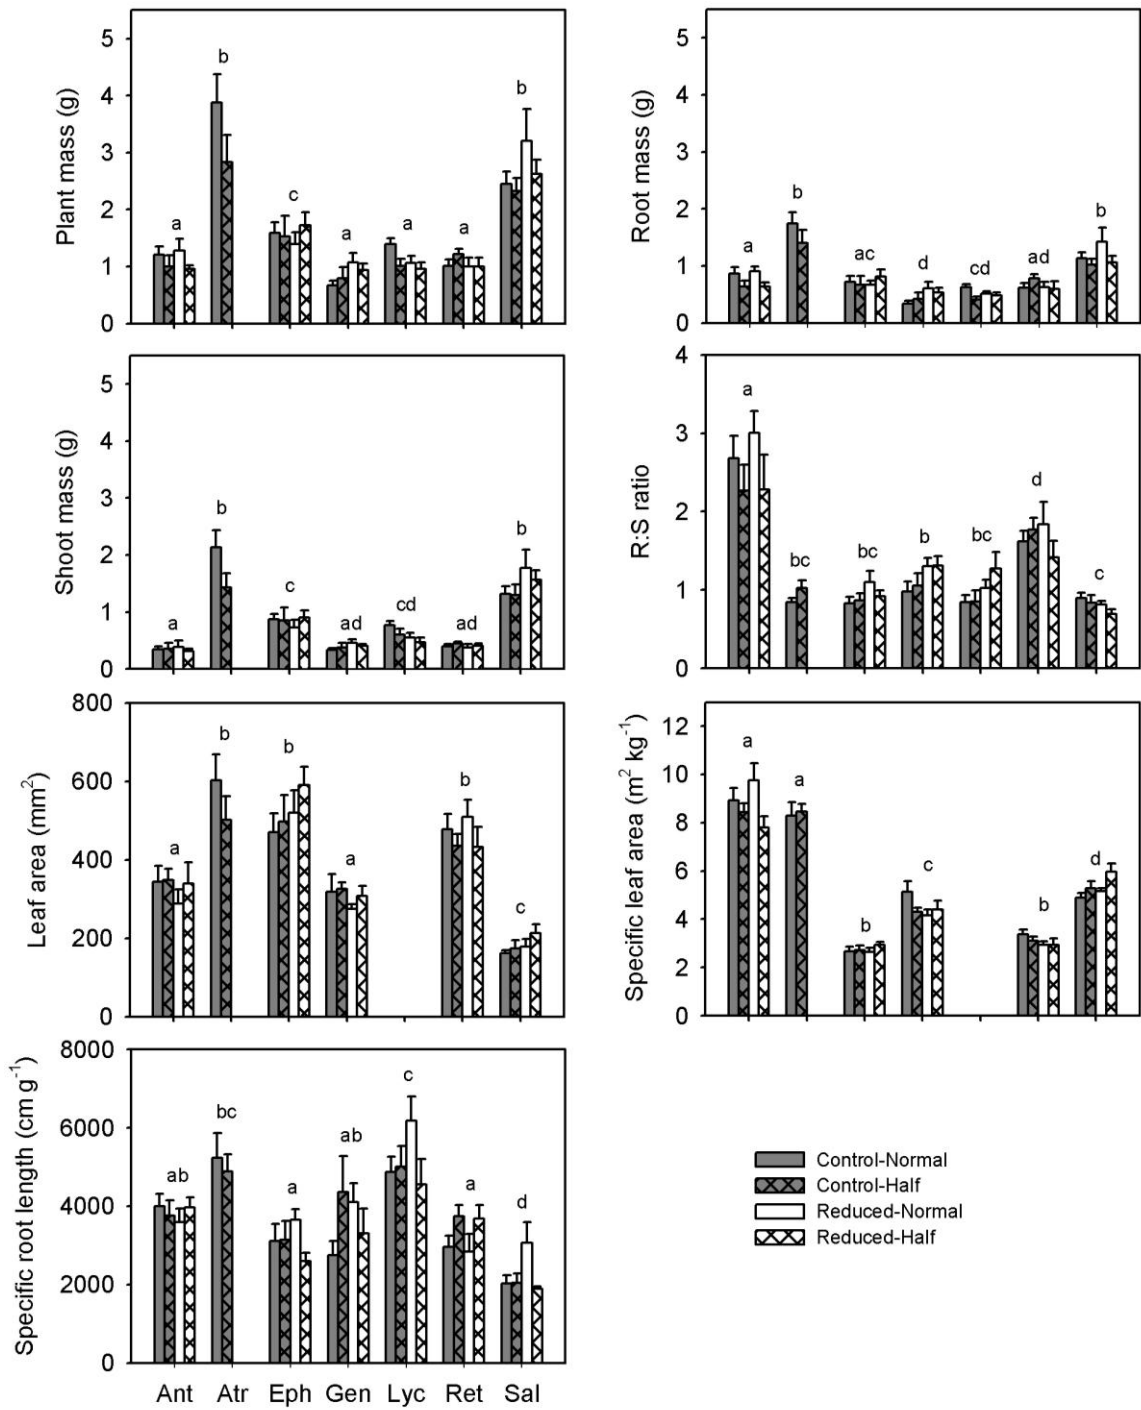 Plant mass (g)
5
4
3
2
1
0
a
b
c
a
a
a
b
Root mass (g)
5
4
3
2
1
0
a
b
ac
d
cd
ad
b
Shoot mass (g)
5
4
3
2
1
0
a
b
c
ad
cd
ad
b
R:S ratio
4
3
2
1
0
a
bc
bc
b
bc
d
c
Leaf area (mm²)
800
600
400
200
0
a
b
b
a
b
c
Specific leaf area (m² kg⁻¹)
12
10
8
6
4
2
0
a
a
b
c
b
d
Specific root length (cm g⁻¹)
8000
6000
4000
2000
0
ab
bc
a
ab
c
a
d
Ant Atr Eph Gen Lyc Ret Sal
Control-Normal
Control-Half
Reduced-Normal
Reduced-Half